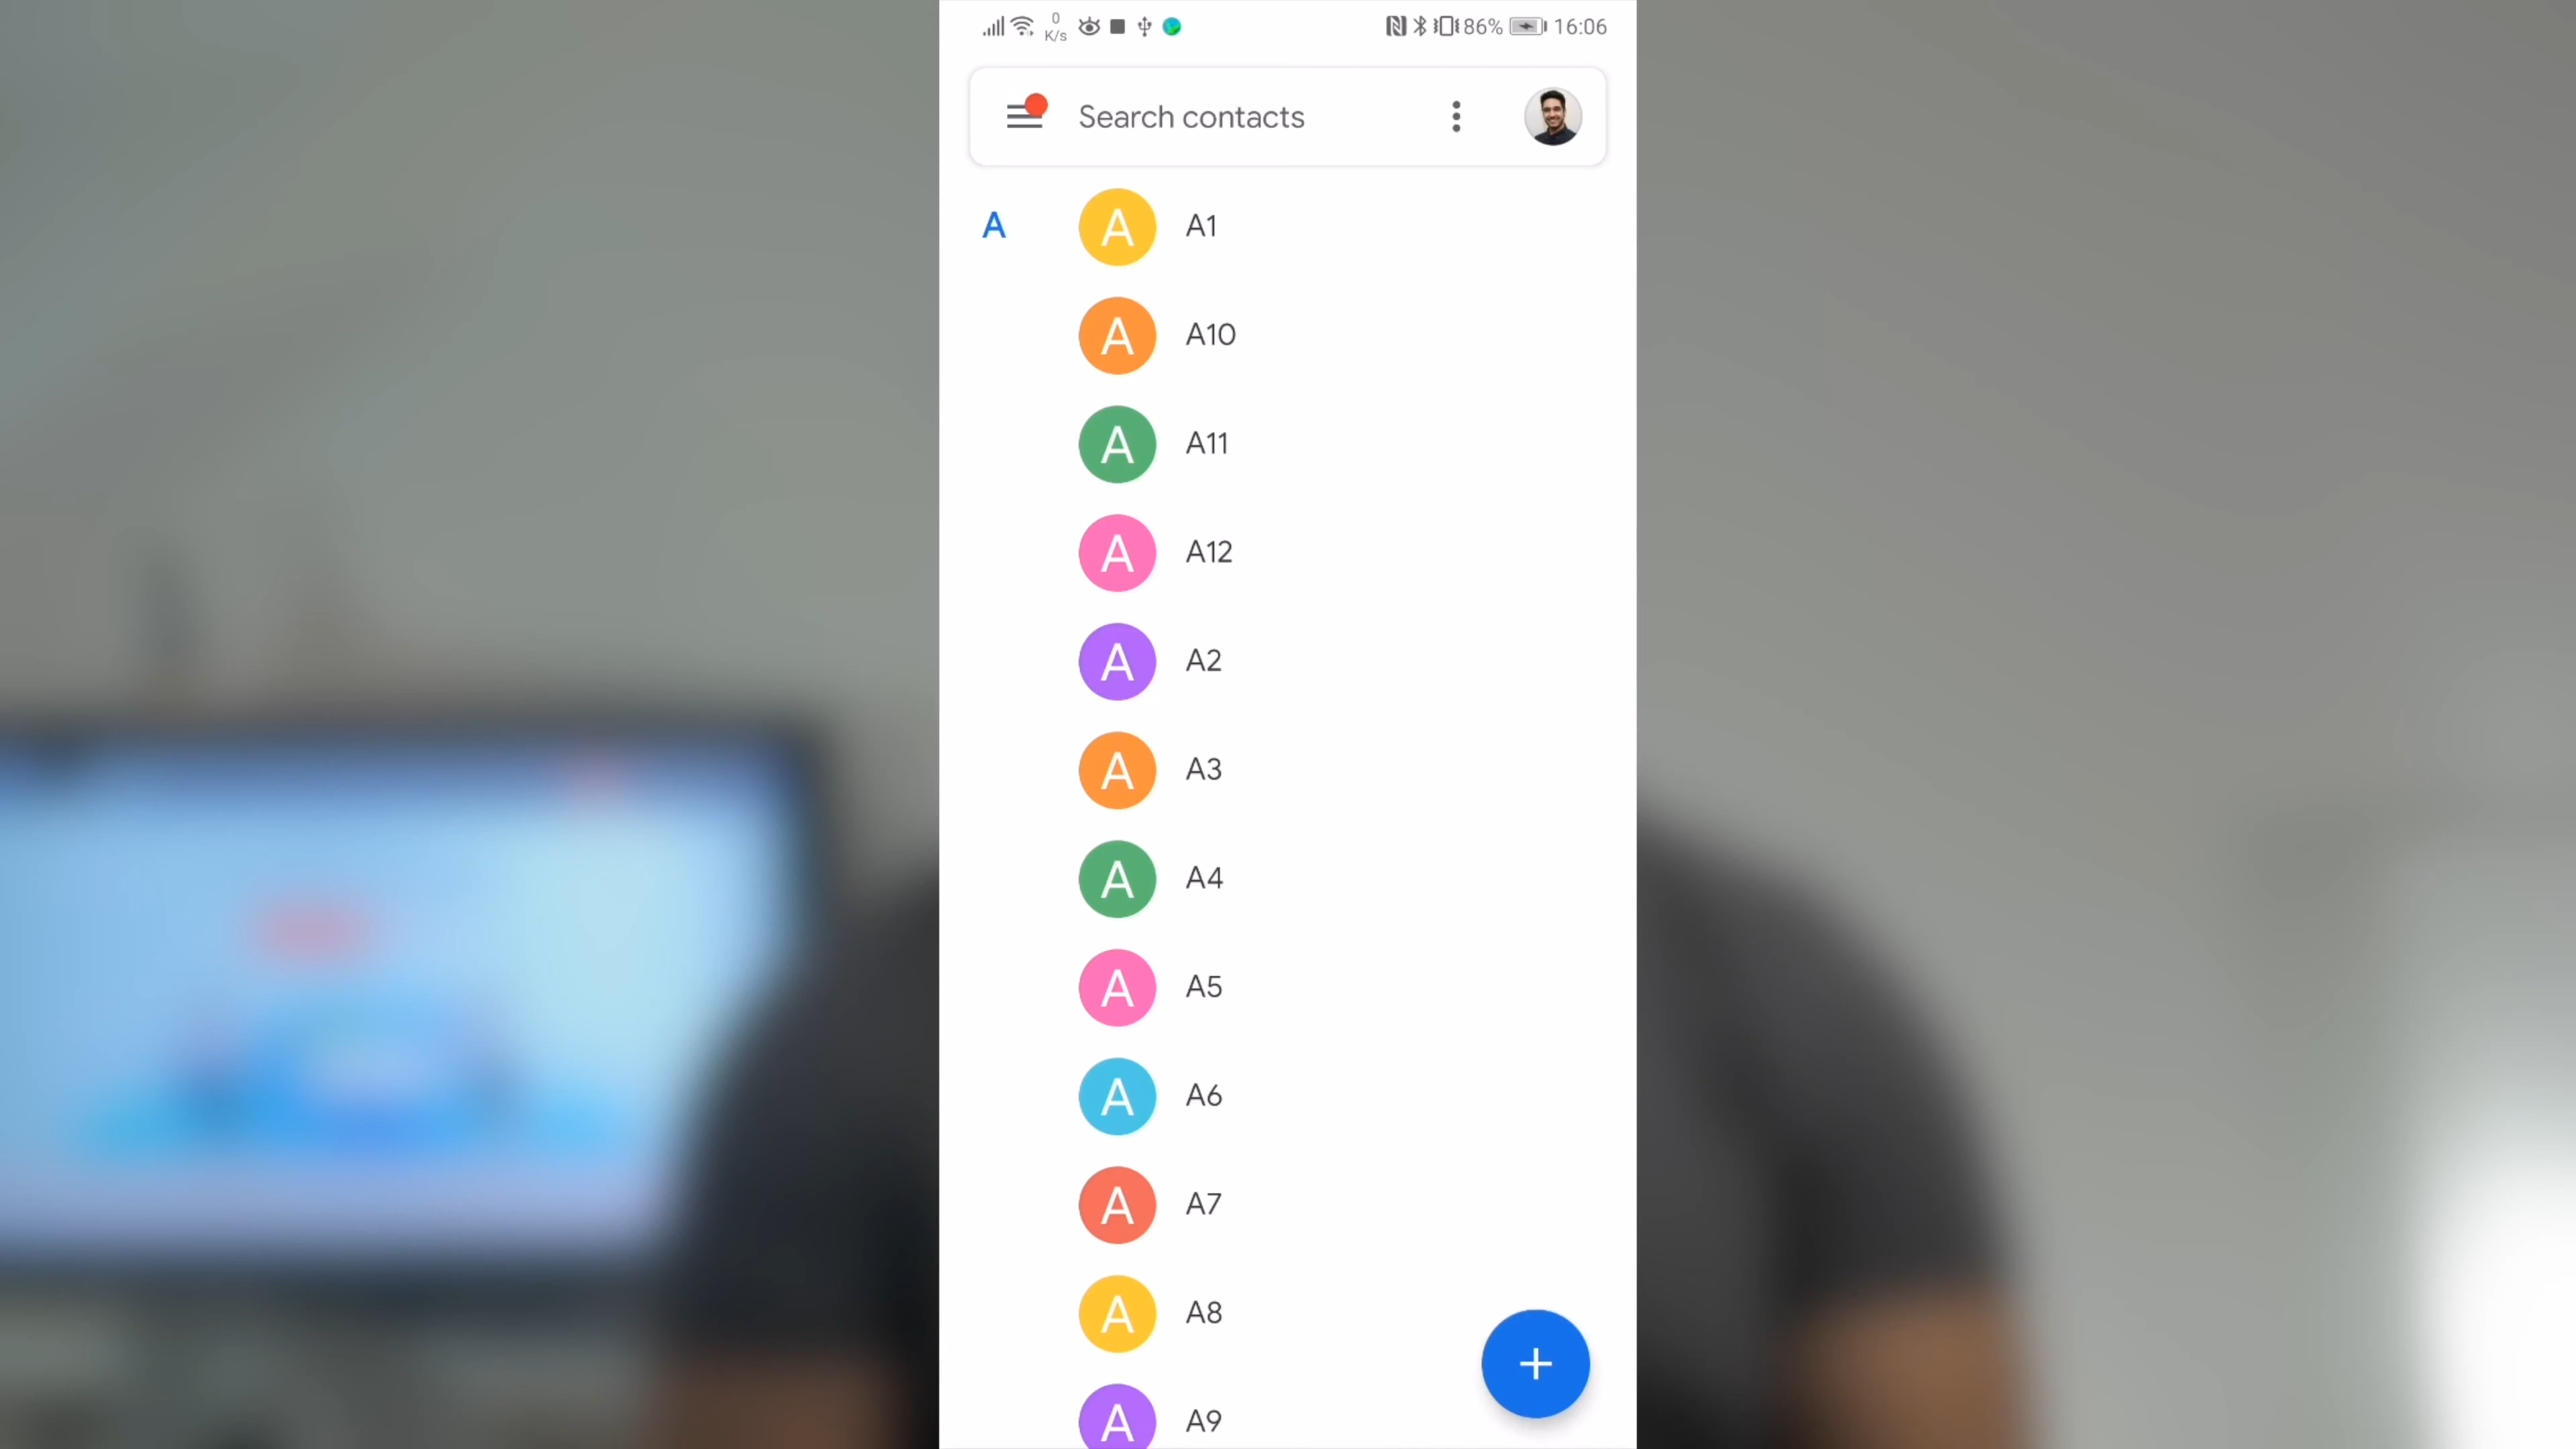 0 K/s 86% 16:06
Search contacts
A A A1
A A10
A A11
A A12
A A2
A A3
A A4
A A5
A A6
A A7
A A8
A A9